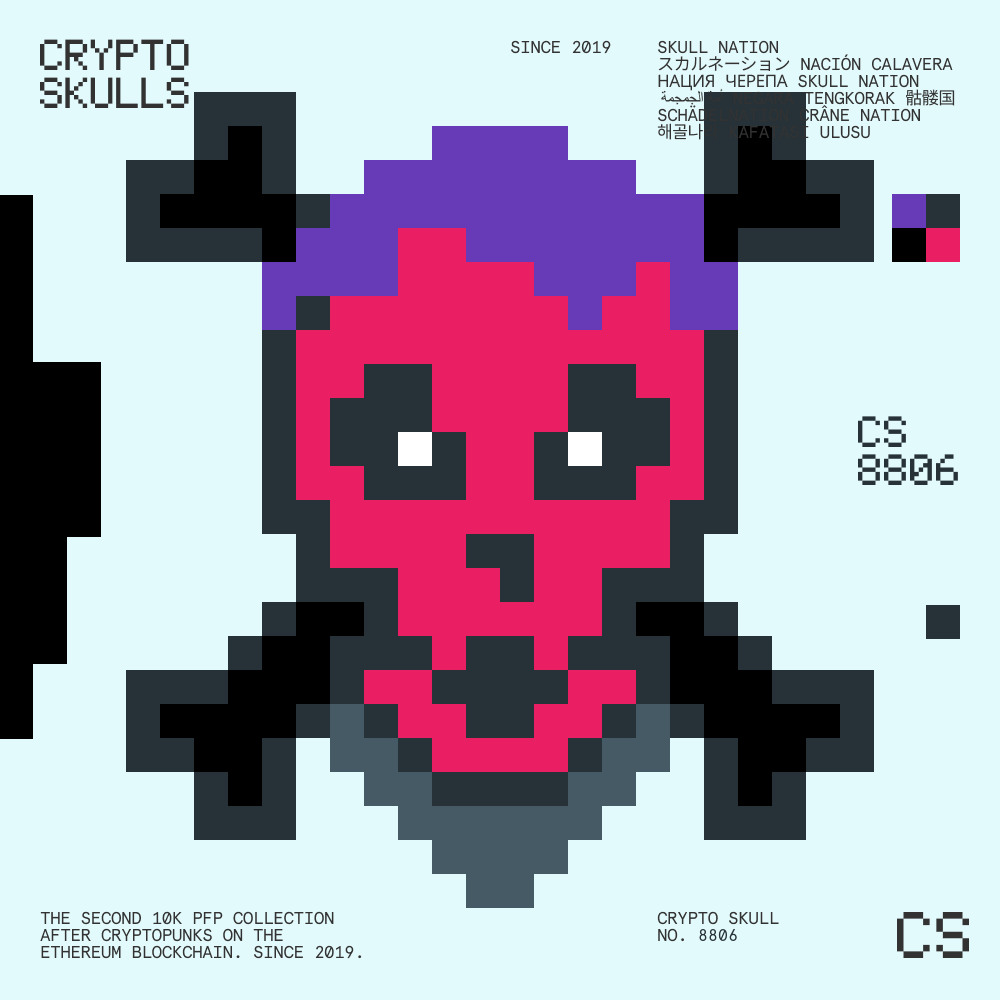 CRYPTO
SKULLS
SINCE 2019
SKULL NATION
スカルネーション NACIÓN CALAVERA
НАЦИЯ ЧЕРЕПА SKULL NATION
الجمجمة TENGKORAK 骷髅国
CRÂNE NATION
해골나 ULUSU
CS
8806
THE SECOND 10K PFP COLLECTION
AFTER CRYPTOPUNKS ON THE
ETHEREUM BLOCKCHAIN. SINCE 2019.
CRYPTO SKULL
NO. 8806
CS